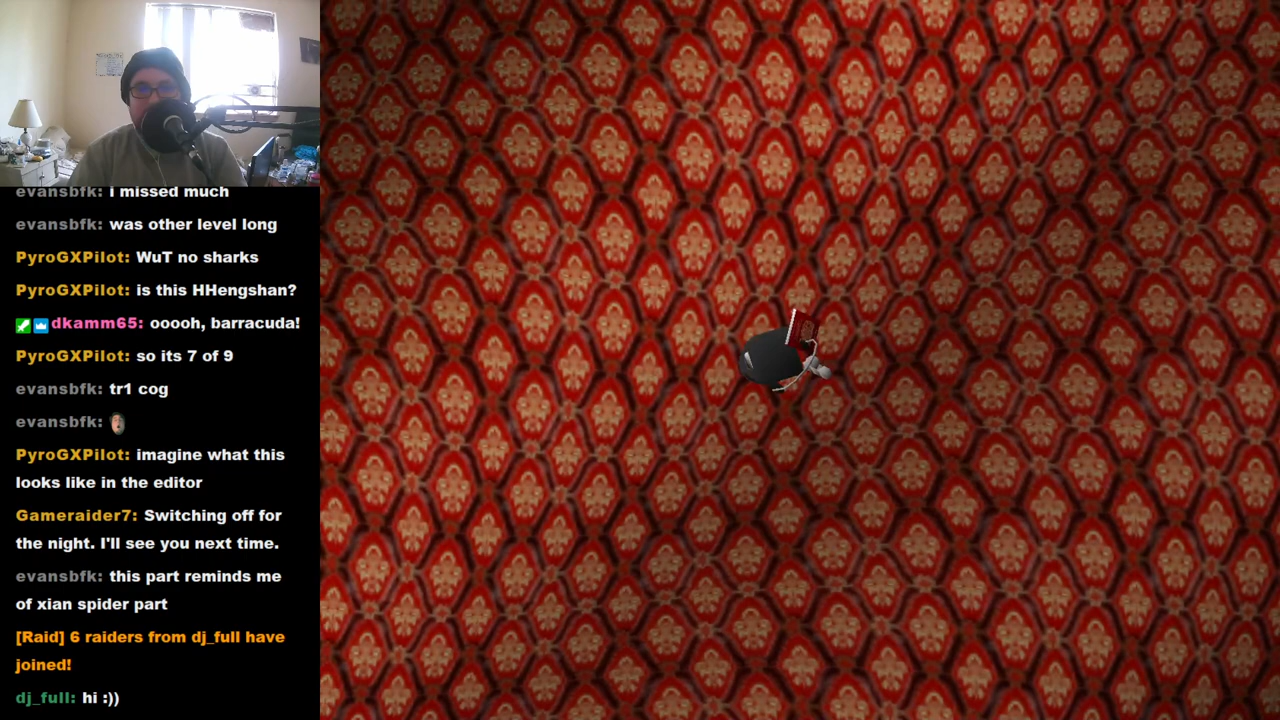 evansbfk: i missed much
evansbfk: was other level long
PyroGXPilot: WuT no sharks
PyroGXPilot: is this HHengshan?
dkamm65: ooooh, barracuda!
PyroGXPilot: so its 7 of 9
evansbfk: tr1 cog
evansbfk:
PyroGXPilot: imagine what this
looks like in the editor
Gameraider7: Switching off for
the night. I'll see you next time.
evansbfk: this part reminds me
of xian spider part
[Raid] 6 raiders from dj_full have
joined!
dj_full: hi :))